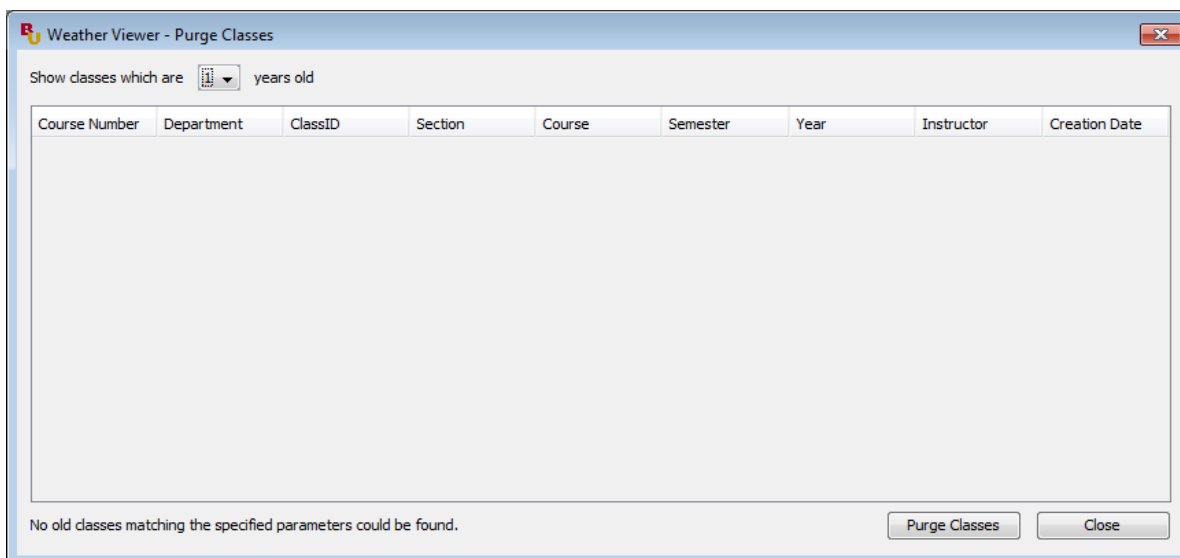 BU Weather Viewer - Purge Classes
Show classes which are 1 years old
Course Number Department ClassID Section Course Semester Year Instructor Creation Date
No old classes matching the specified parameters could be found. Purge Classes Close